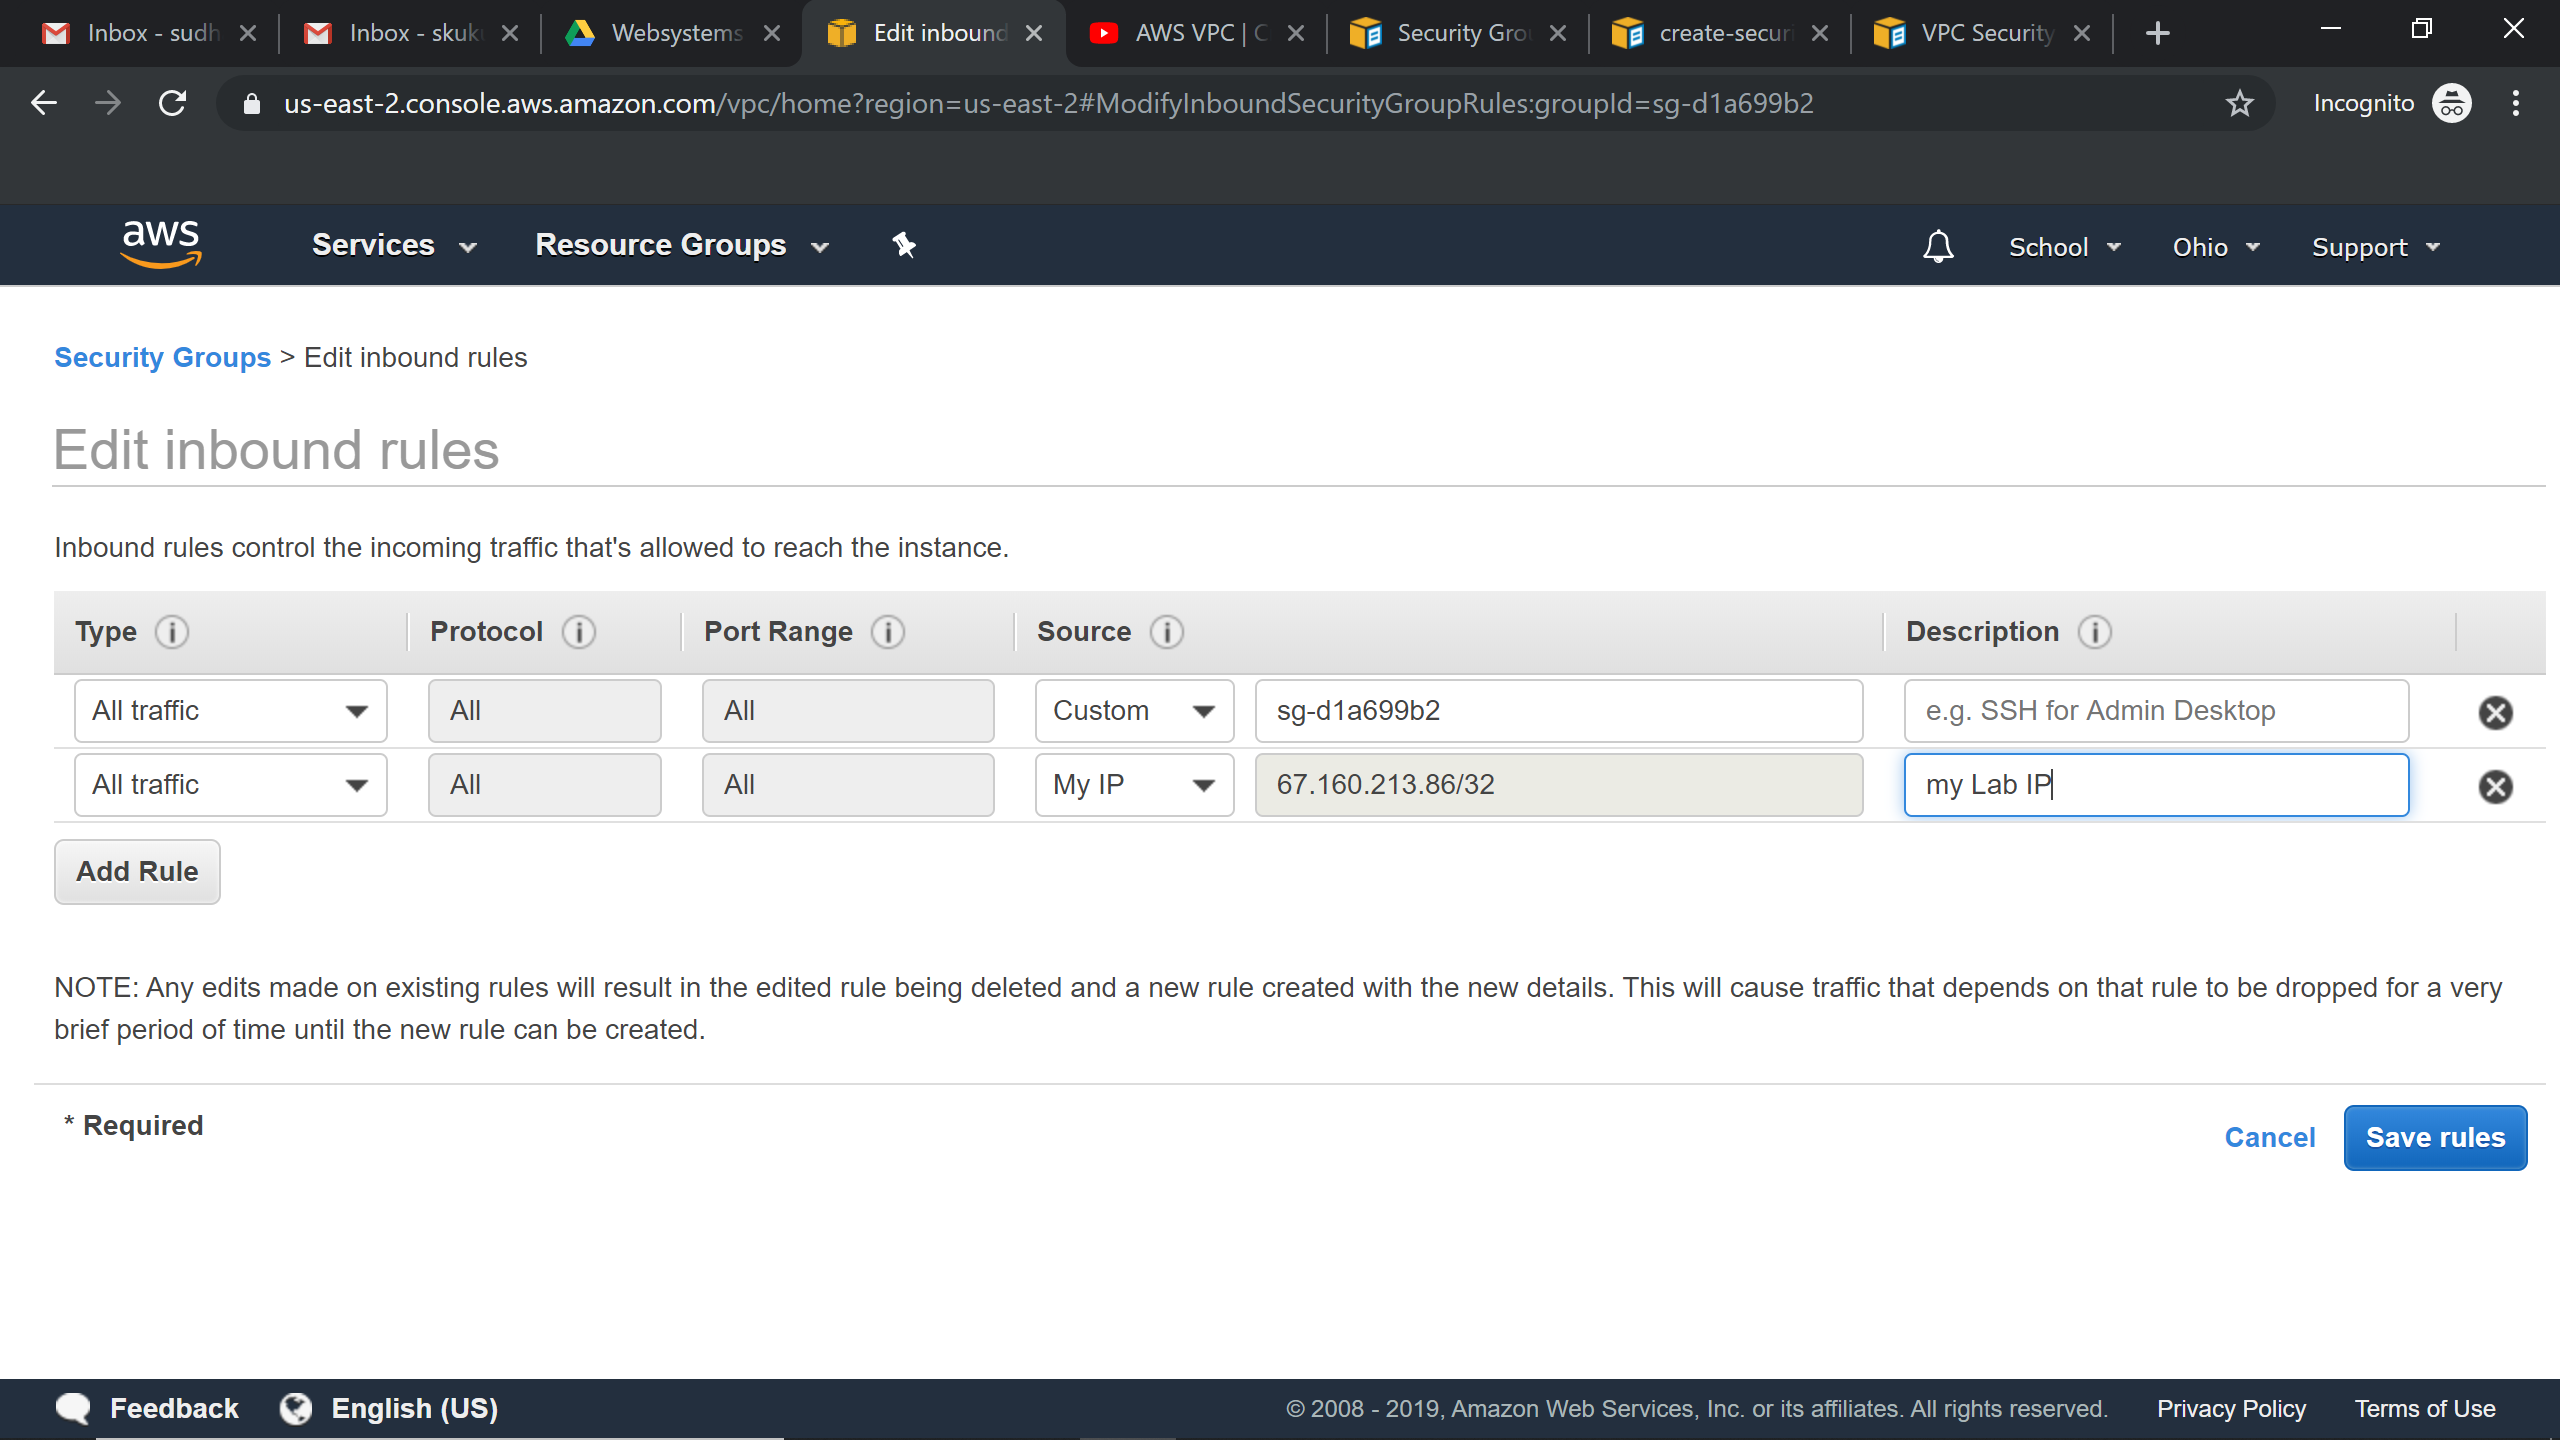 Inbox - sudh
Inbox - skuk
Websystems
Edit inbound
AWS VPC | C
Security Gro
create-securi
VPC Security
us-east-2.console.aws.amazon.com/vpc/home?region=us-east-2#ModifyInboundSecurityGroupRules:groupId=sg-d1a699b2
Incognito
aws
Services
Resource Groups
School
Ohio
Support
Security Groups > Edit inbound rules
Edit inbound rules
Inbound rules control the incoming traffic that's allowed to reach the instance.
Type i Protocol i Port Range i Source i Description i
All traffic All All Custom sg-d1a699b2 e.g. SSH for Admin Desktop
All traffic All All My IP 67.160.213.86/32 my Lab IP
Add Rule
NOTE: Any edits made on existing rules will result in the edited rule being deleted and a new rule created with the new details. This will cause traffic that depends on that rule to be dropped for a very
brief period of time until the new rule can be created.
* Required
Cancel
Save rules
Feedback
English (US)
© 2008 - 2019, Amazon Web Services, Inc. or its affiliates. All rights reserved.
Privacy Policy
Terms of Use